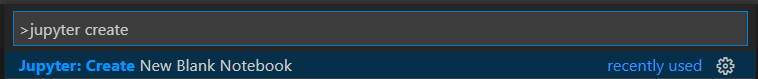 >jupyter create
Jupyter: Create New Blank Notebook recently used